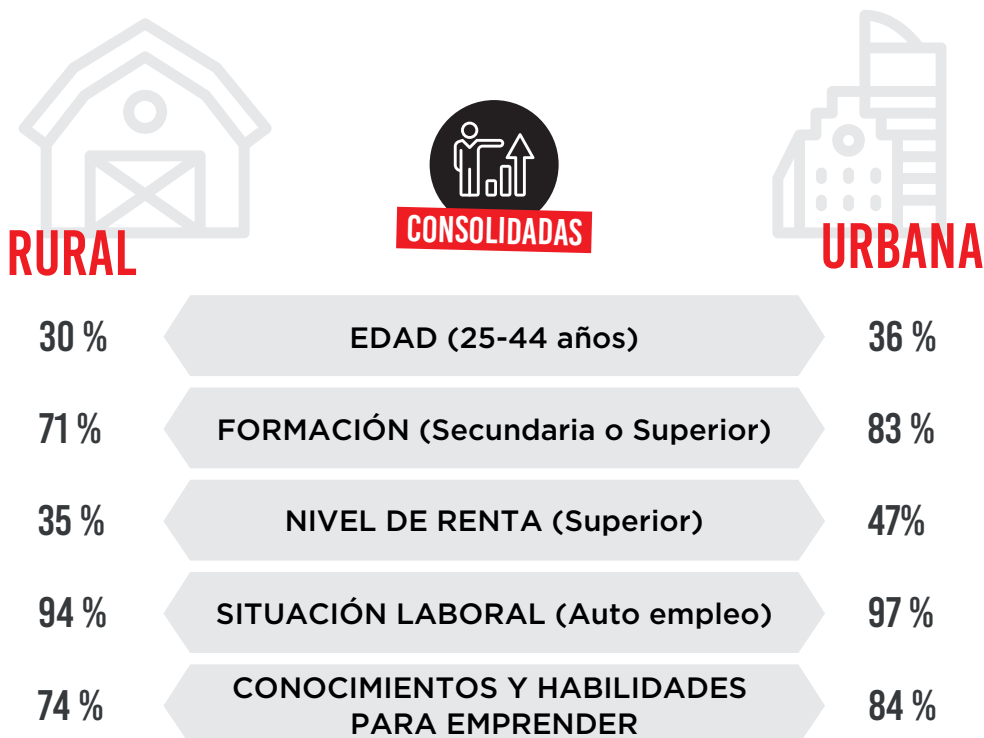 CONSOLIDADAS
RURAL
URBANA
30 %
EDAD (25-44 años)
36 %
71 %
FORMACIÓN (Secundaria o Superior)
83 %
35 %
NIVEL DE RENTA (Superior)
47%
94 %
SITUACIÓN LABORAL (Auto empleo)
97 %
74 %
CONOCIMIENTOS Y HABILIDADES
PARA EMPRENDER
84 %